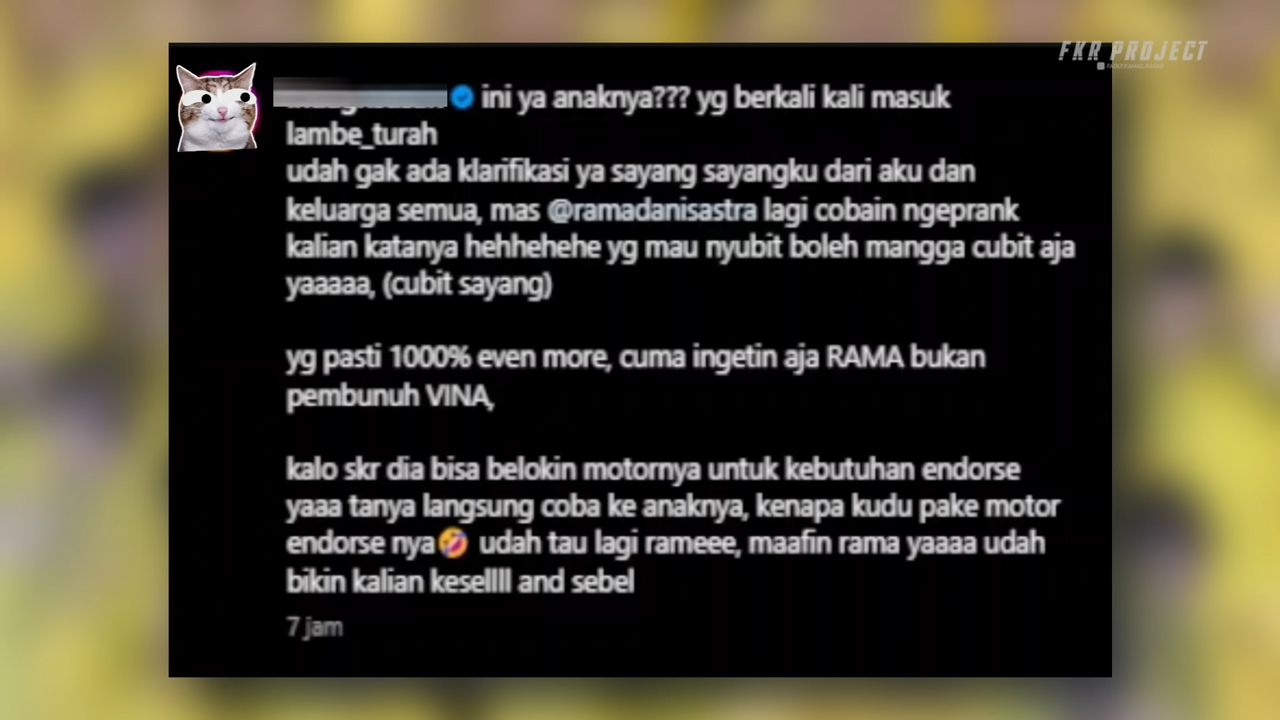 FKR PROJECT
ini ya anaknya??? yg berkali kali masuk
lambe_turah
udah gak ada klarifikasi ya sayang sayangku dari aku dan
keluarga semua, mas @ramadanisastra lagi cobain ngeprank
kalian katanya hehhehehe yg mau nyubit boleh mangga cubit aja
yaaaaa, (cubit sayang)
yg pasti 1000% even more, cuma ingetin aja RAMA bukan
pembunuh VINA,
kalo skr dia bisa belokin motornya untuk kebutuhan endorse
yaaa tanya langsung coba ke anaknya, kenapa kudu pake motor
endorse nya🤣 udah tau lagi rameee, maafin rama yaaaa udah
bikin kalian kesellll and sebel
7 jam